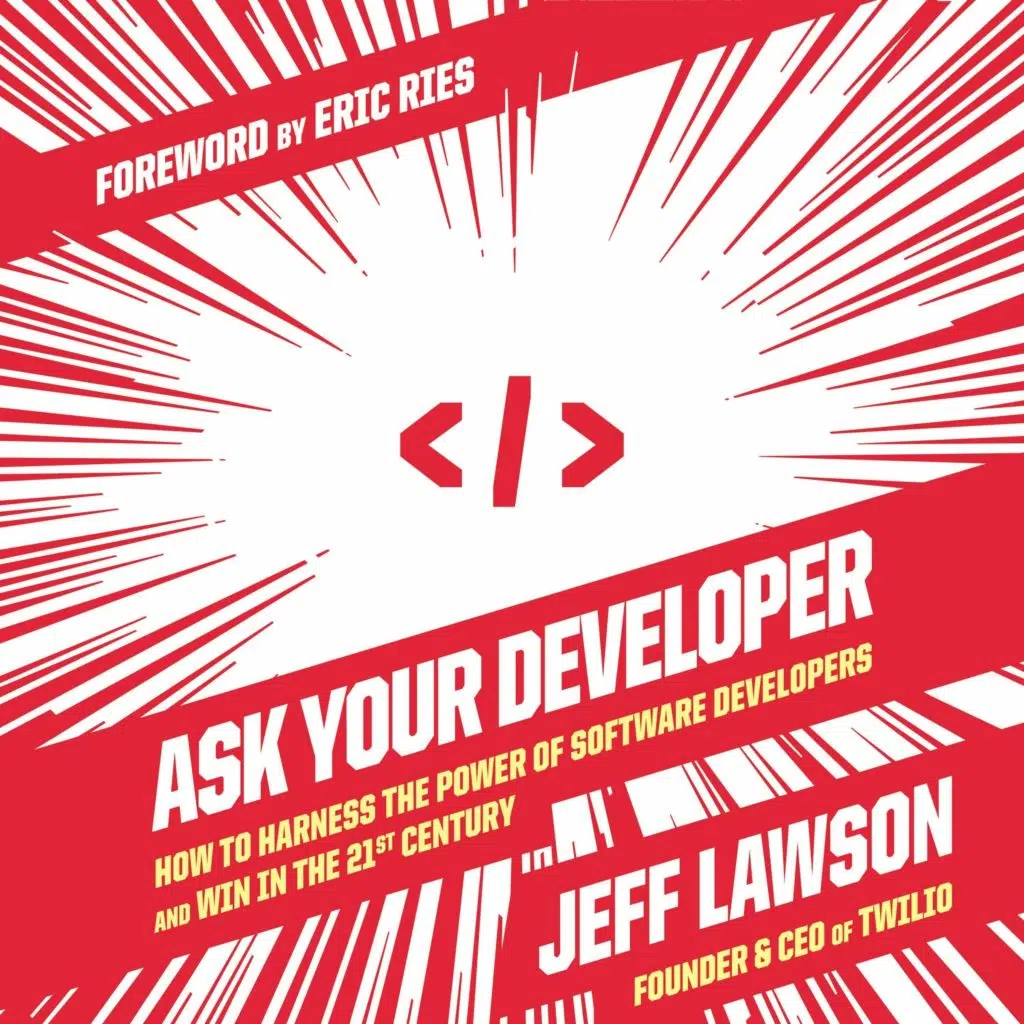 FOREWORD BY ERIC RIES
</>
ASK YOUR DEVELOPER
HOW TO HARNESS THE POWER OF SOFTWARE DEVELOPERS
AND WIN IN THE 21ST CENTURY
JEFF LAWSON
FOUNDER & CEO OF TWILIO